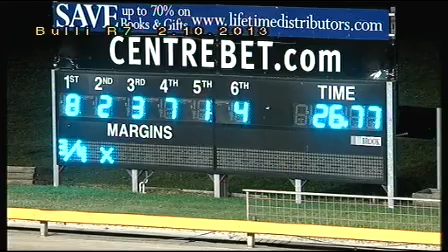 SAVE up to 70% on Books & Gifts www.lifetimedistributors.com
Bulli R7 2-10.2013
CENTREBET.com
1ST 2ND 3RD 4TH 5TH 6TH TIME
8 2 3 7 1 4 26.77
MARGINS
3/4 x